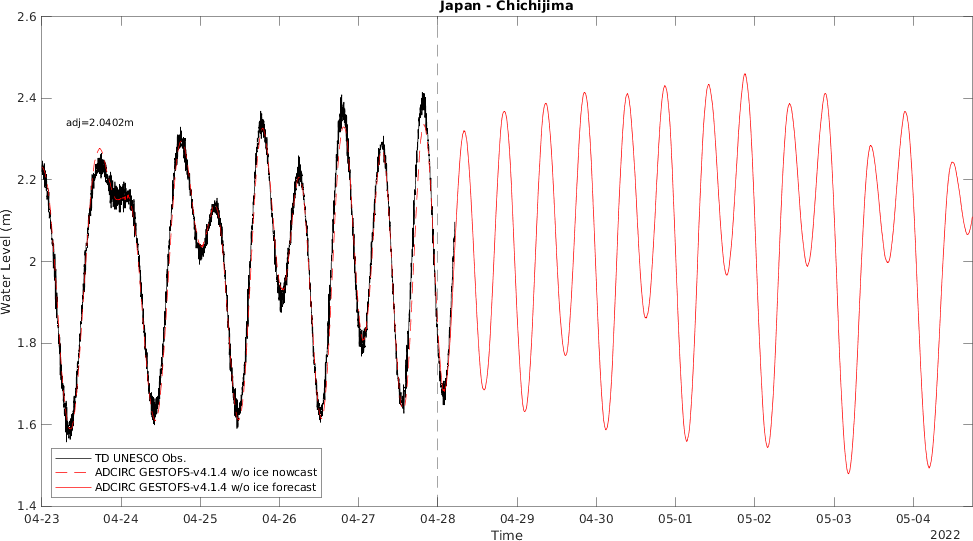 Japan - Chichijima
2.6
2.4
2.2
2
1.8
1.6
1.4
Water Level (m)
adj=2.0402m
TD UNESCO Obs.
ADCIRC GESTOFS-v4.1.4 w/o ice nowcast
ADCIRC GESTOFS-v4.1.4 w/o ice forecast
04-23 04-24 04-25 04-26 04-27 04-28 04-29 04-30 05-01 05-02 05-03 05-04
Time
2022